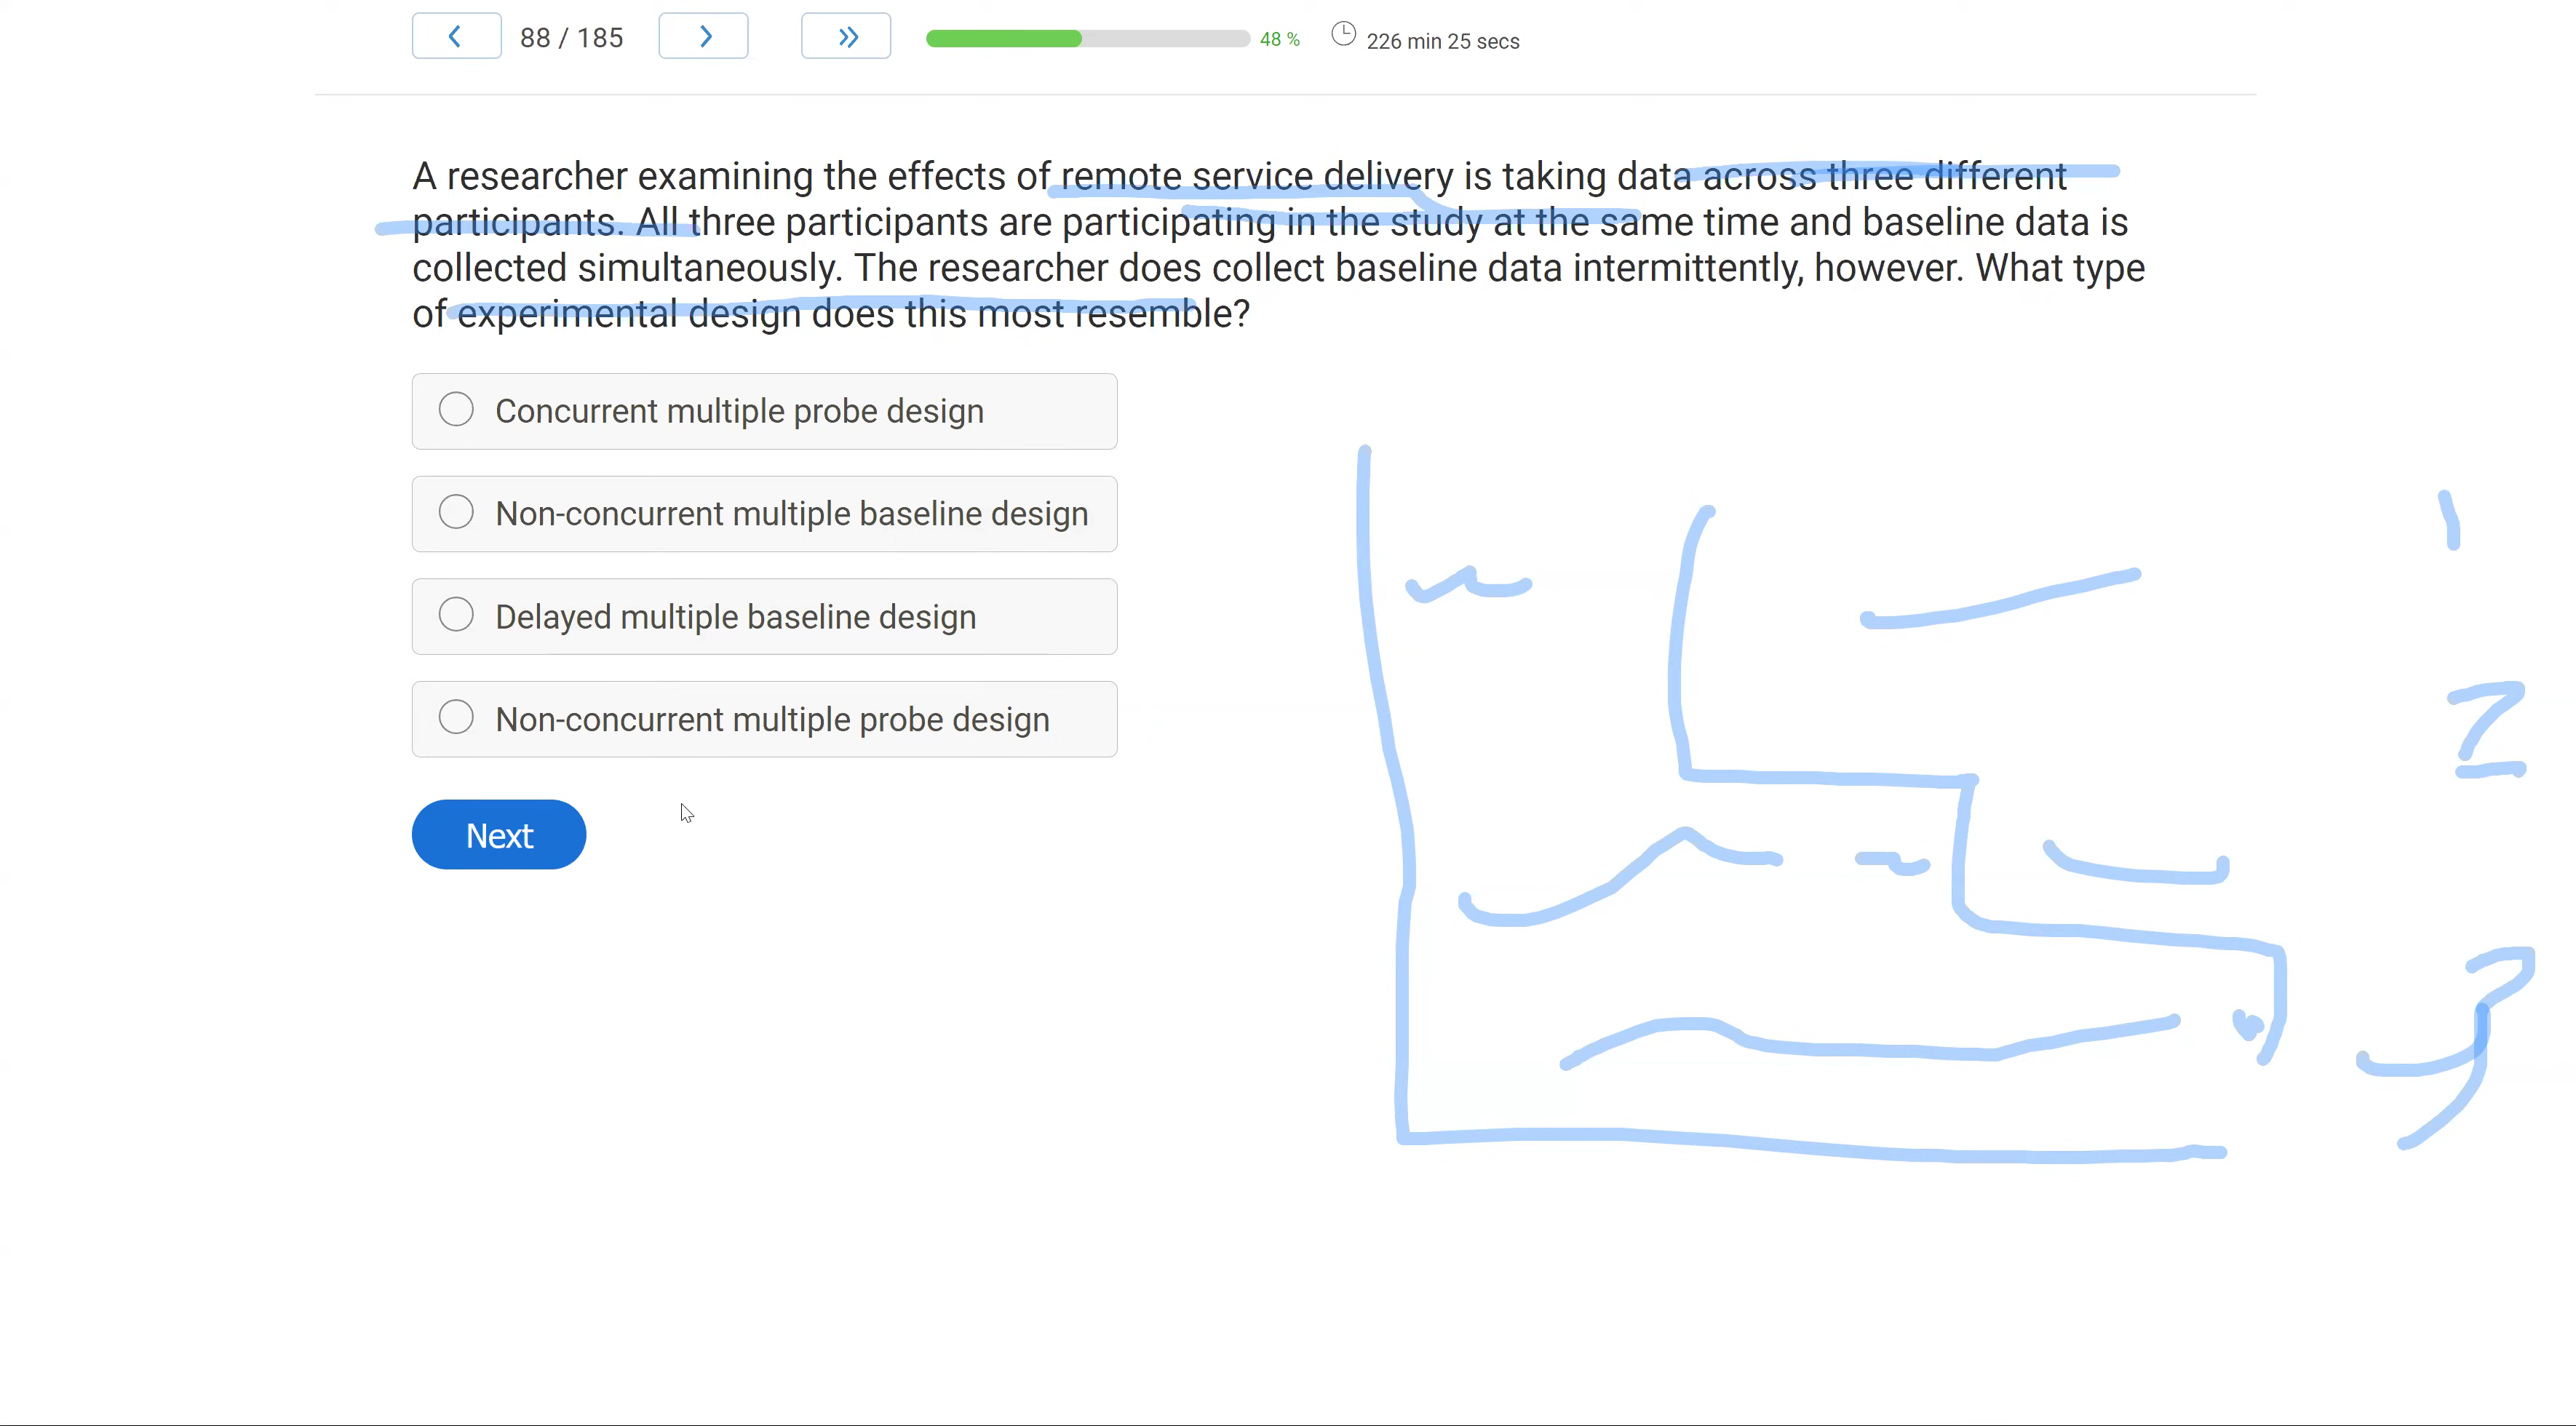 88 / 185
48 %
226 min 25 secs
A researcher examining the effects of remote service delivery is taking data across three different
participants. All three participants are participating in the study at the same time and baseline data is
collected simultaneously. The researcher does collect baseline data intermittently, however. What type
of experimental design does this most resemble?
Concurrent multiple probe design
Non-concurrent multiple baseline design
Delayed multiple baseline design
Non-concurrent multiple probe design
Next
1
2
3